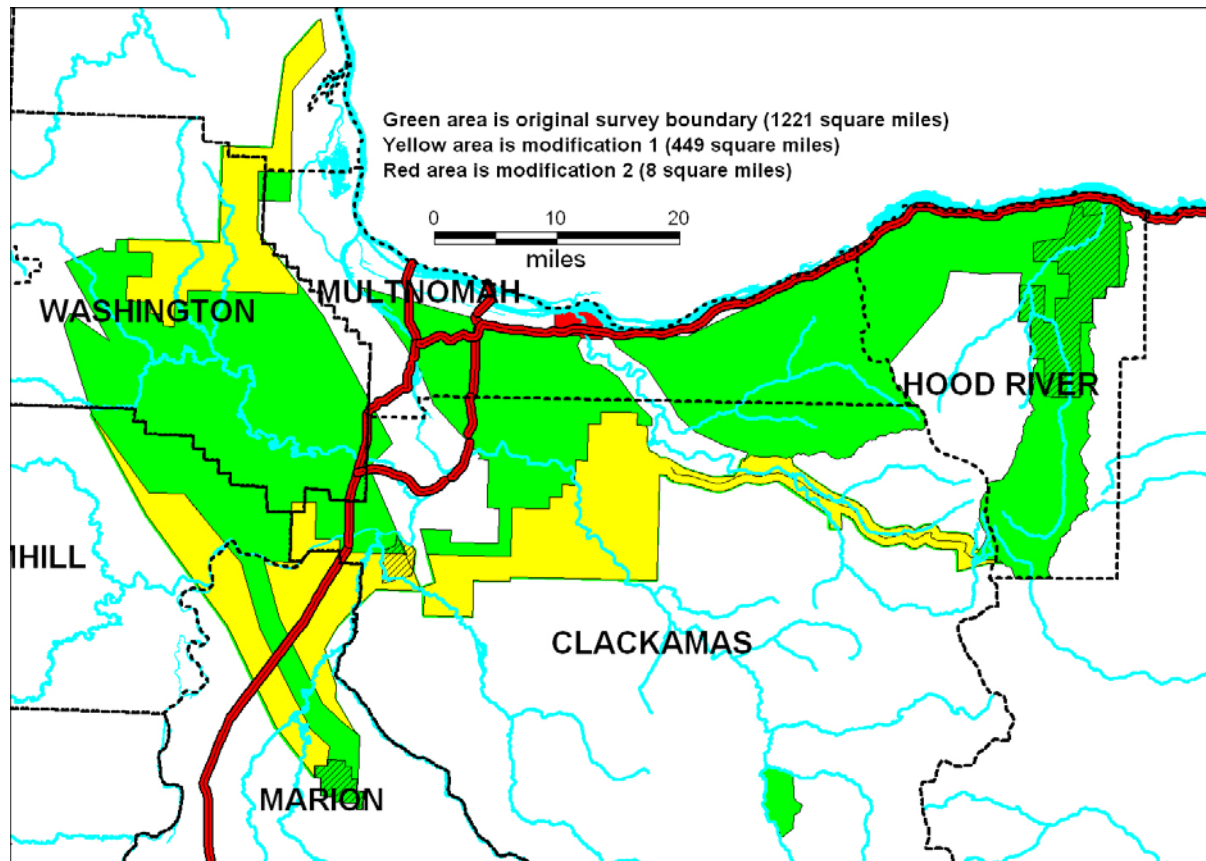 Green area is original survey boundary (1221 square miles)
Yellow area is modification 1 (449 square miles)
Red area is modification 2 (8 square miles)
0 10 20
miles
MULTNOMAH
WASHINGTON
HOOD RIVER
MHILL
CLACKAMAS
MARION